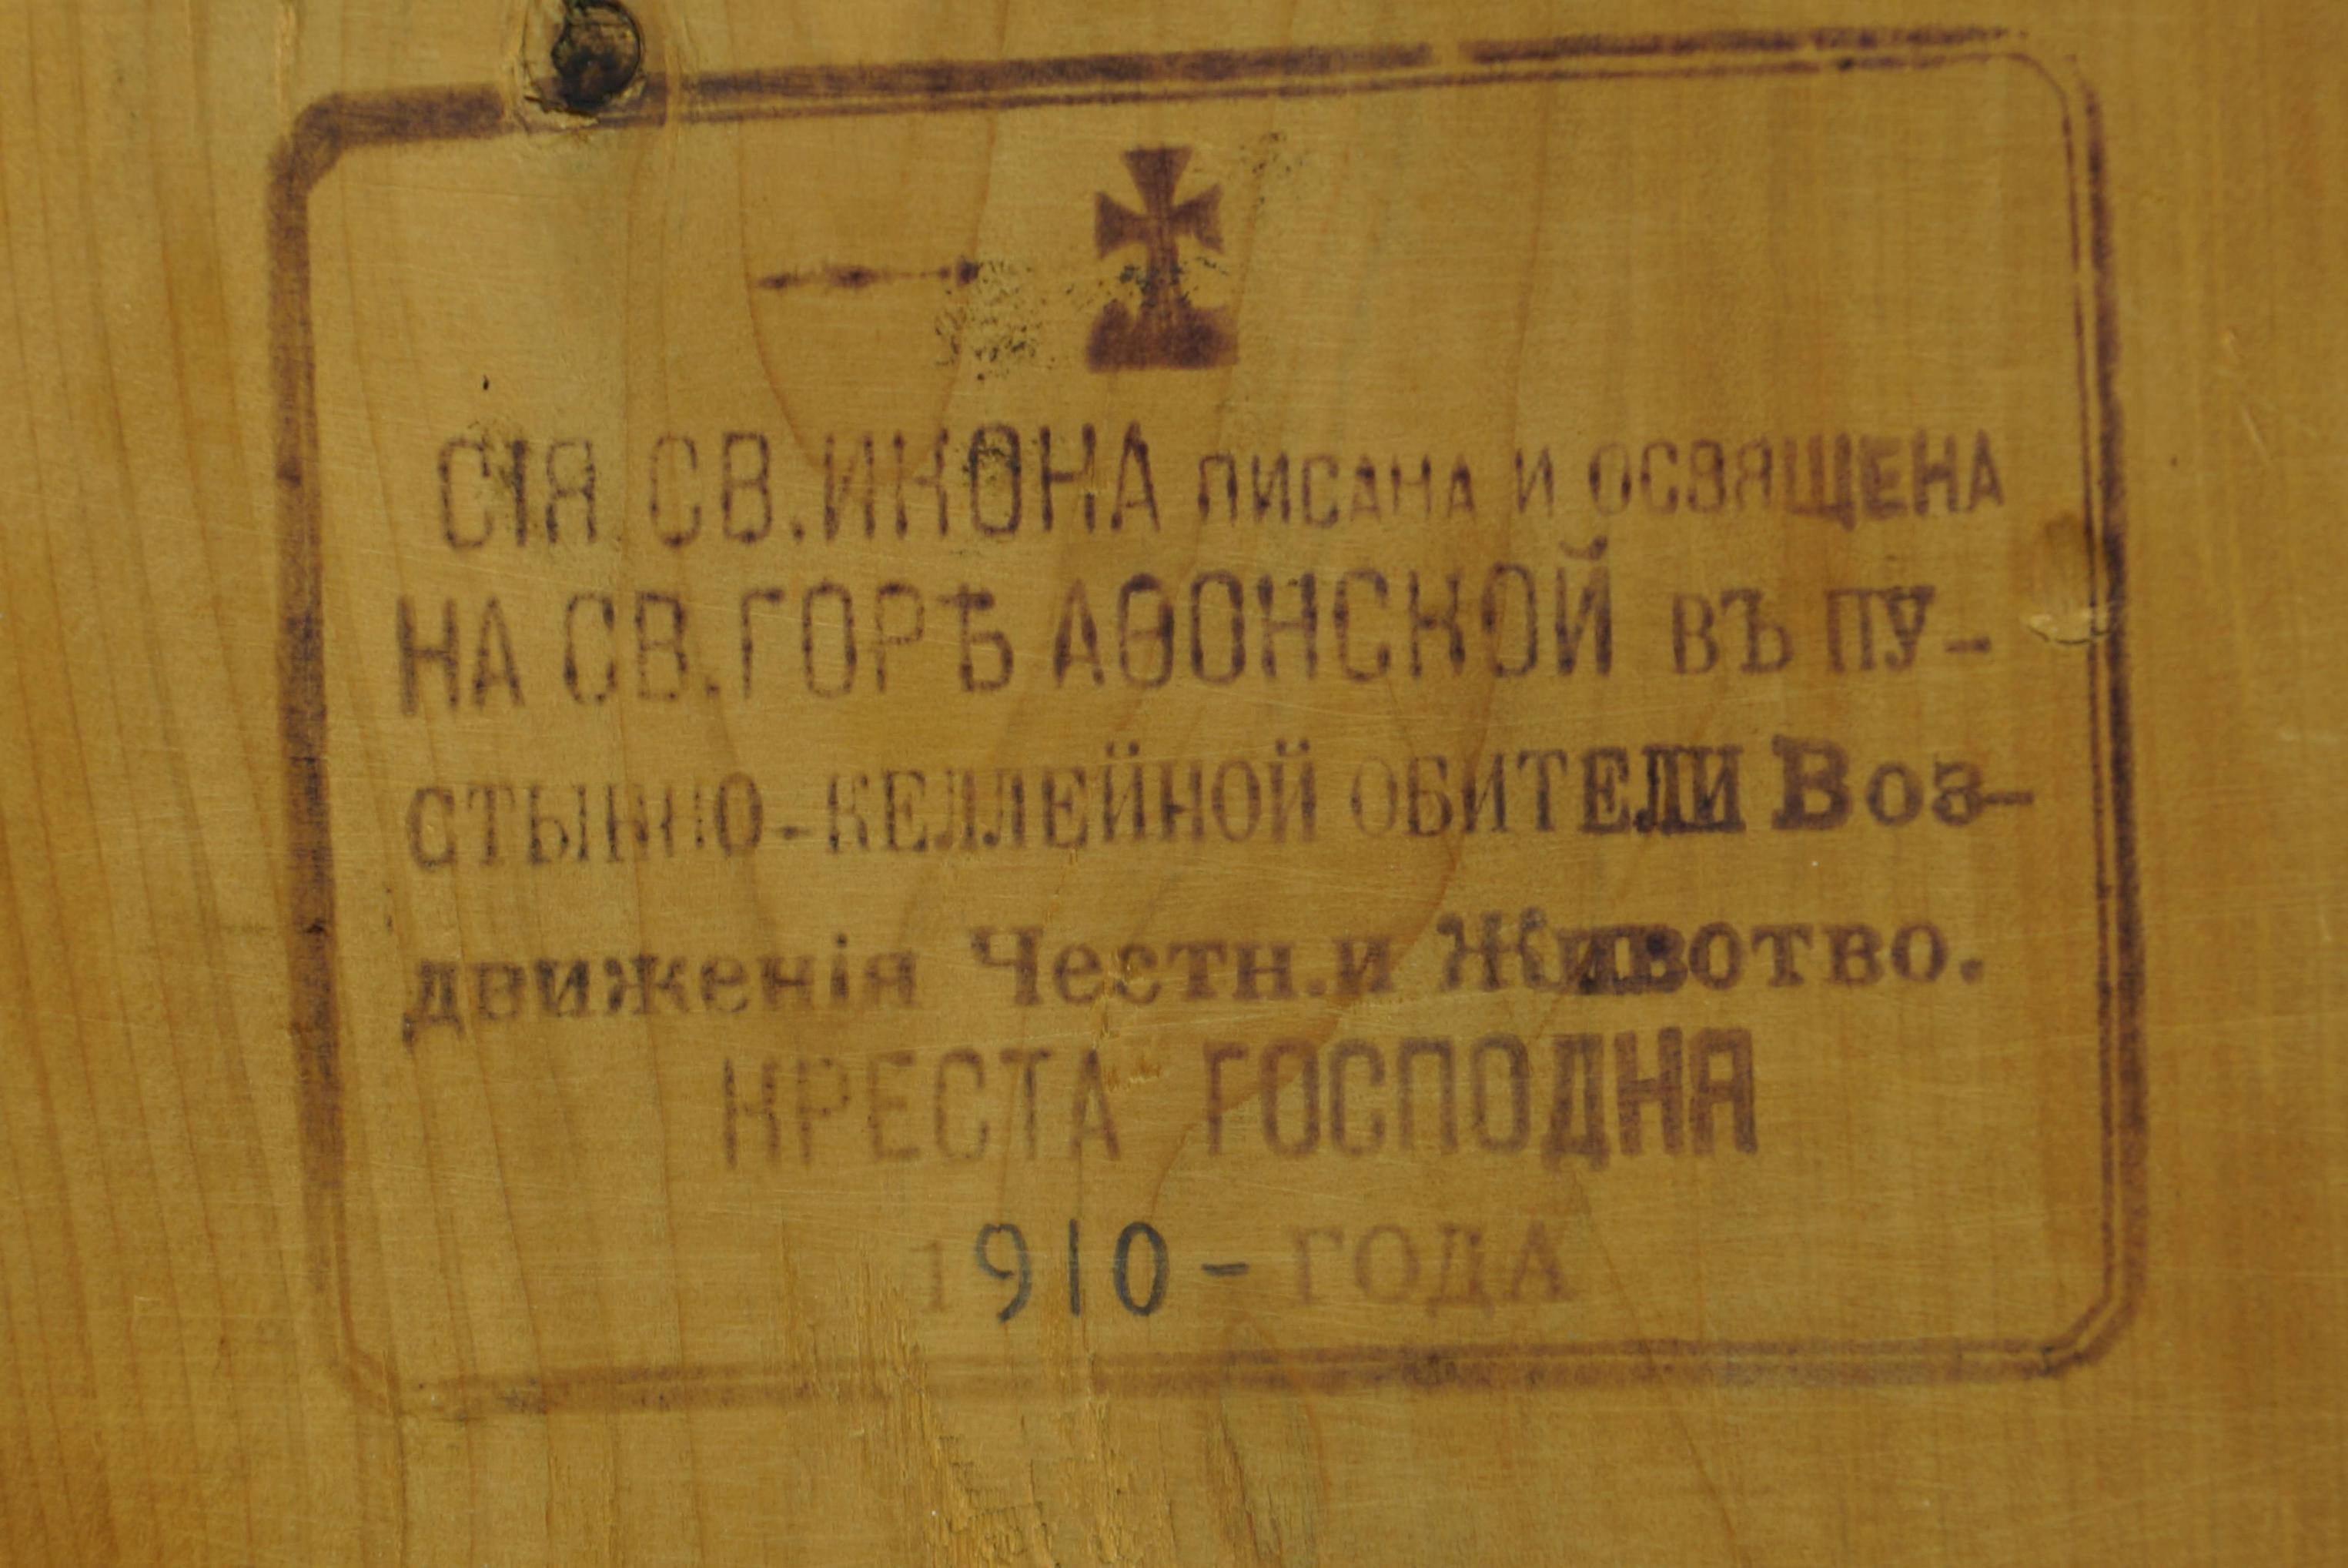 СІЯ СВ. ИКОНА ПИСАНА И ОСВЯЩЕНА
НА СВ. ГОРѢ АѲОНСКОЙ ВЪ ПУ-
СТЫННО-КЕЛЛЕЙНОЙ ОБИТЕЛИ Воз-
движенія Честн. и Животво.
КРЕСТА ГОСПОДНЯ
1910 - ГОДА